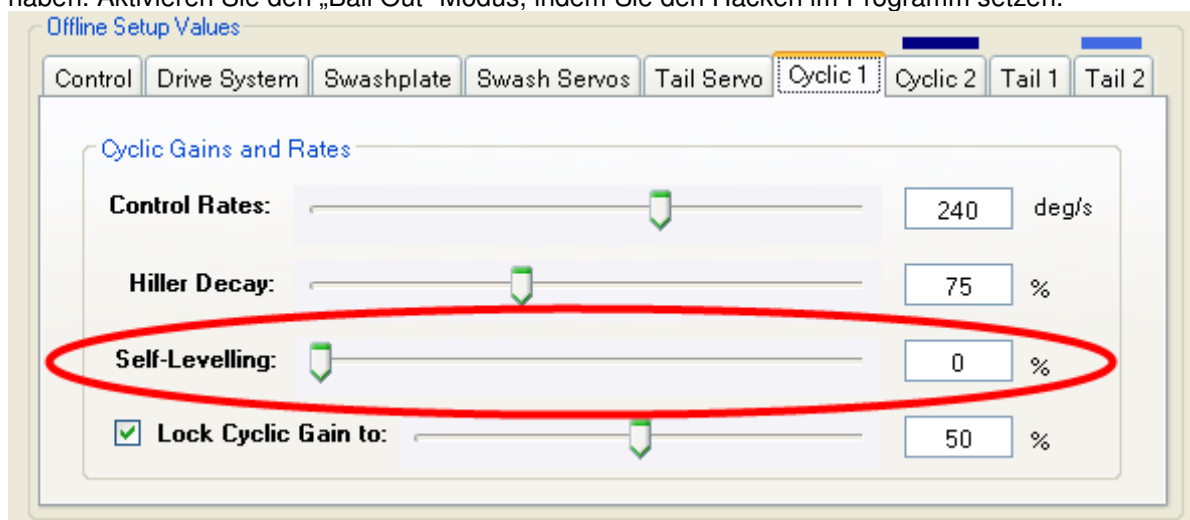 haben. Aktivieren Sie den „Bail Out“ Modus, indem Sie den Hacken im Programm setzen.
Offline Setup Values
Control Drive System Swashplate Swash Servos Tail Servo Cyclic 1 Cyclic 2 Tail 1 Tail 2
Cyclic Gains and Rates
Control Rates: 240 deg/s
Hiller Decay: 75 %
Self-Levelling: 0 %
Lock Cyclic Gain to: 50 %